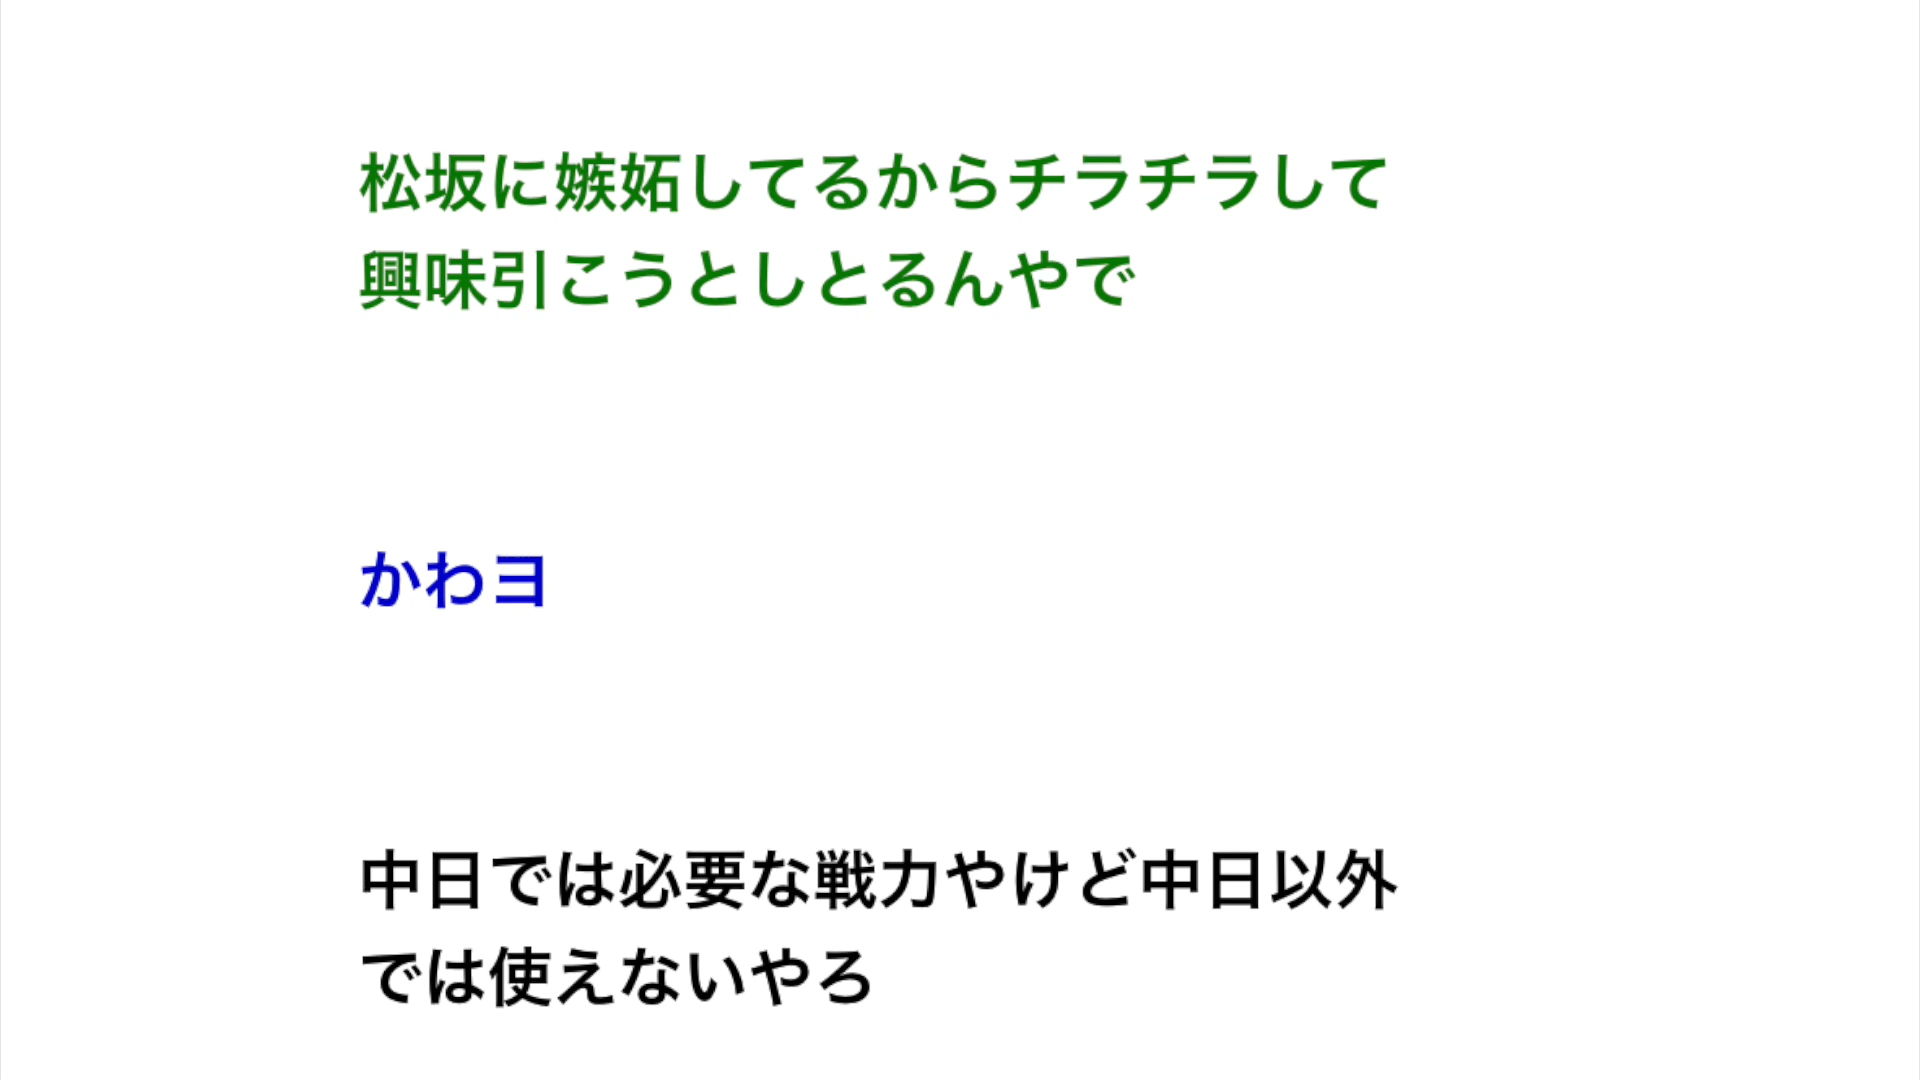 松坂に嫉妬してるからチラチラして
興味引こうとしとるんやで
かわヨ
中日では必要な戦力やけど中日以外
では使えないやろ